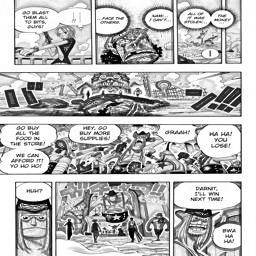 GO BLAST
THEM ALL
TO BITS,
GUYS!
...FACE THE
OTHERS.
NAMI...
I CAN'T...
ALL OF
IT WAS
STOLEN...
THE
MONEY
!
GO BUY
ALL THE
FOOD IN
THE STORE!
WE CAN
AFFORD IT!
YO HO HO!
HEY, GO
BUY MORE
SUPPLIES!
GRAAH!
HA HA!
YOU
LOSE!
HUH?
DARNIT,
I'LL WIN
NEXT TIME!
BWA
HA
HA!